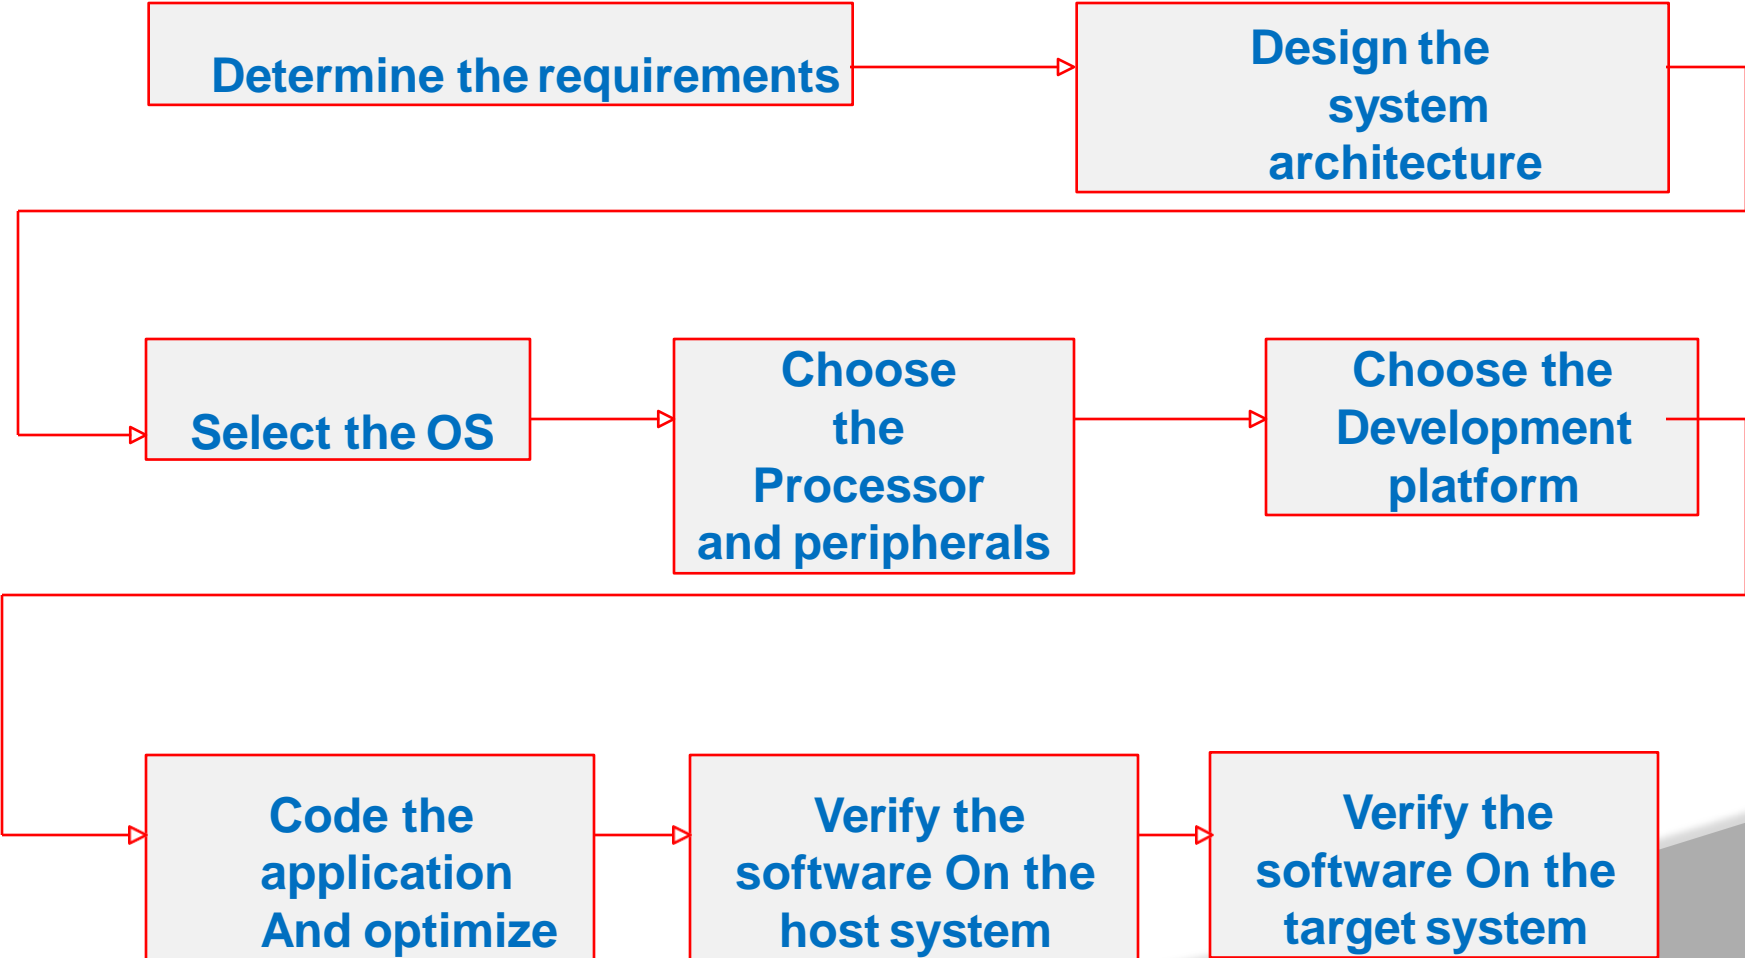 Determine the requirements
Design the
system
architecture
Select the OS
Choose
the
Processor
and peripherals
Choose the
Development
platform
Code the
application
And optimize
Verify the
software On the
host system
Verify the
software On the
target system